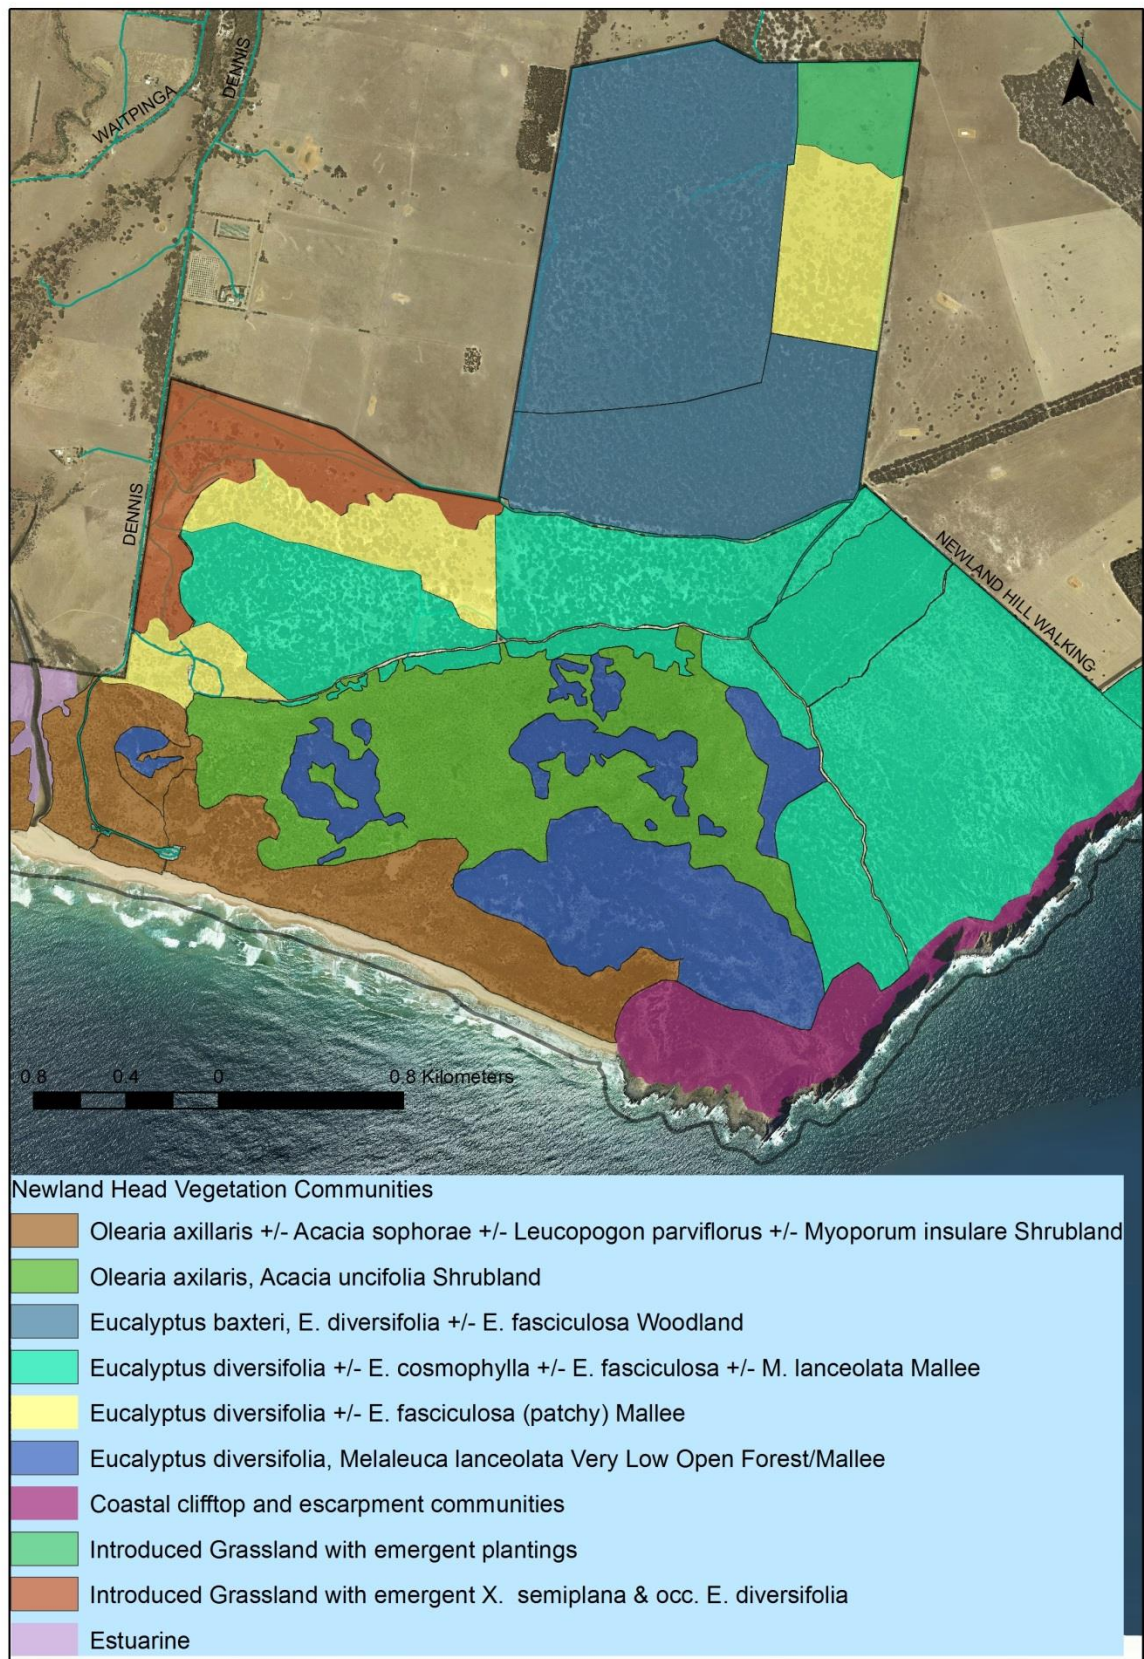 N
WAITPINGA
DENNIS
DENNIS
NEWLAND HILL WALKING
0.8 0.4 0 0.8 Kilometers
Newland Head Vegetation Communities
Olearia axillaris +/- Acacia sophorae +/- Leucopogon parviflorus +/- Myoporum insulare Shrubland
Olearia axilaris, Acacia uncifolia Shrubland
Eucalyptus baxteri, E. diversifolia +/- E. fasciculosa Woodland
Eucalyptus diversifolia +/- E. cosmophylla +/- E. fasciculosa +/- M. lanceolata Mallee
Eucalyptus diversifolia +/- E. fasciculosa (patchy) Mallee
Eucalyptus diversifolia, Melaleuca lanceolata Very Low Open Forest/Mallee
Coastal clifftop and escarpment communities
Introduced Grassland with emergent plantings
Introduced Grassland with emergent X. semiplana & occ. E. diversifolia
Estuarine